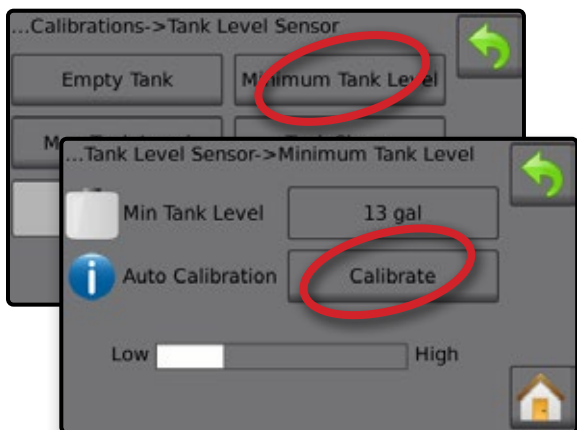 ...Calibrations->Tank Level Sensor
Empty Tank
Minimum Tank Level
...Tank Level Sensor->Minimum Tank Level
Min Tank Level
13 gal
Auto Calibration
Calibrate
Low
High